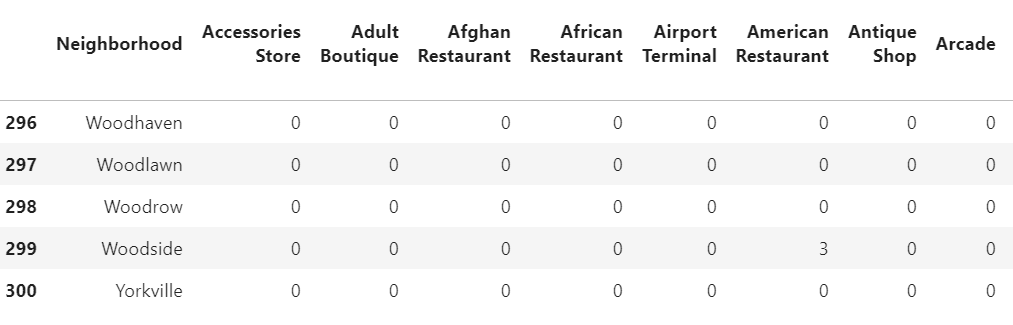 Neighborhood Accessories Store Adult Boutique Afghan Restaurant African Restaurant Airport Terminal American Restaurant Antique Shop Arcade
296 Woodhaven 0 0 0 0 0 0 0 0
297 Woodlawn 0 0 0 0 0 0 0 0
298 Woodrow 0 0 0 0 0 0 0 0
299 Woodside 0 0 0 0 0 3 0 0
300 Yorkville 0 0 0 0 0 0 0 0